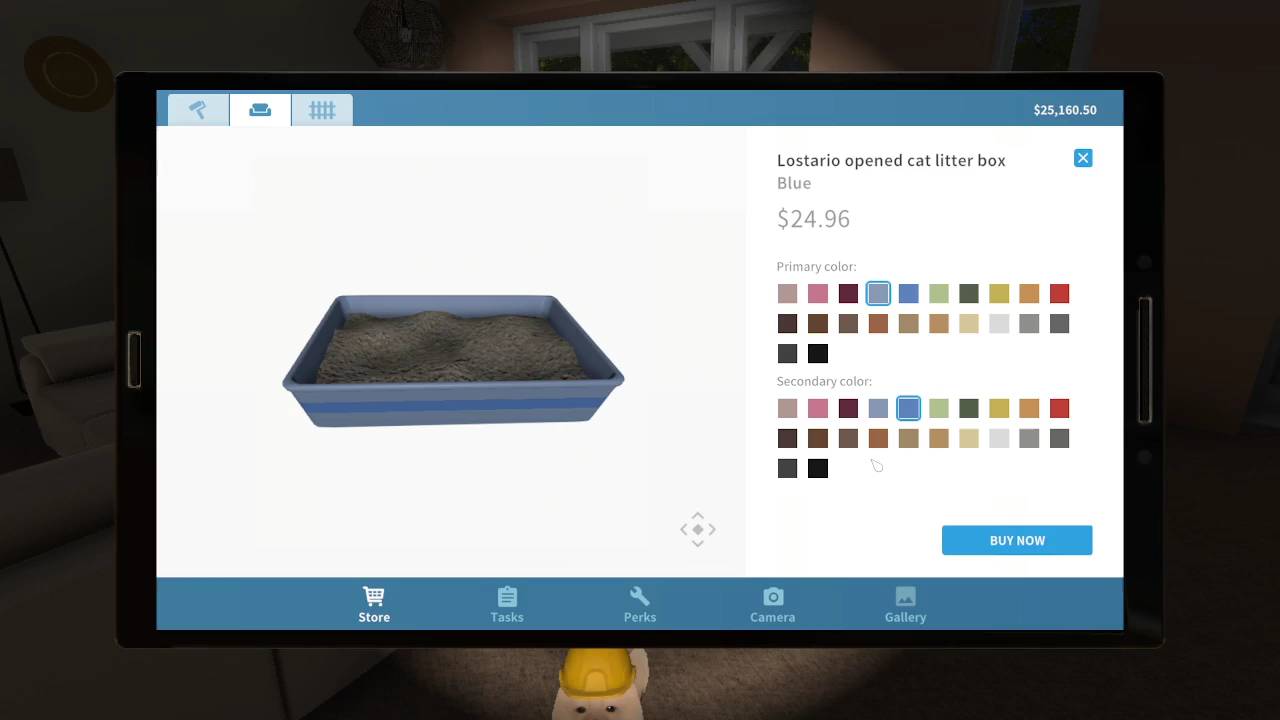 $25,160.50
Lostario opened cat litter box
Blue
$24.96
Primary color:
Secondary color:
BUY NOW
Store
Tasks
Perks
Camera
Gallery